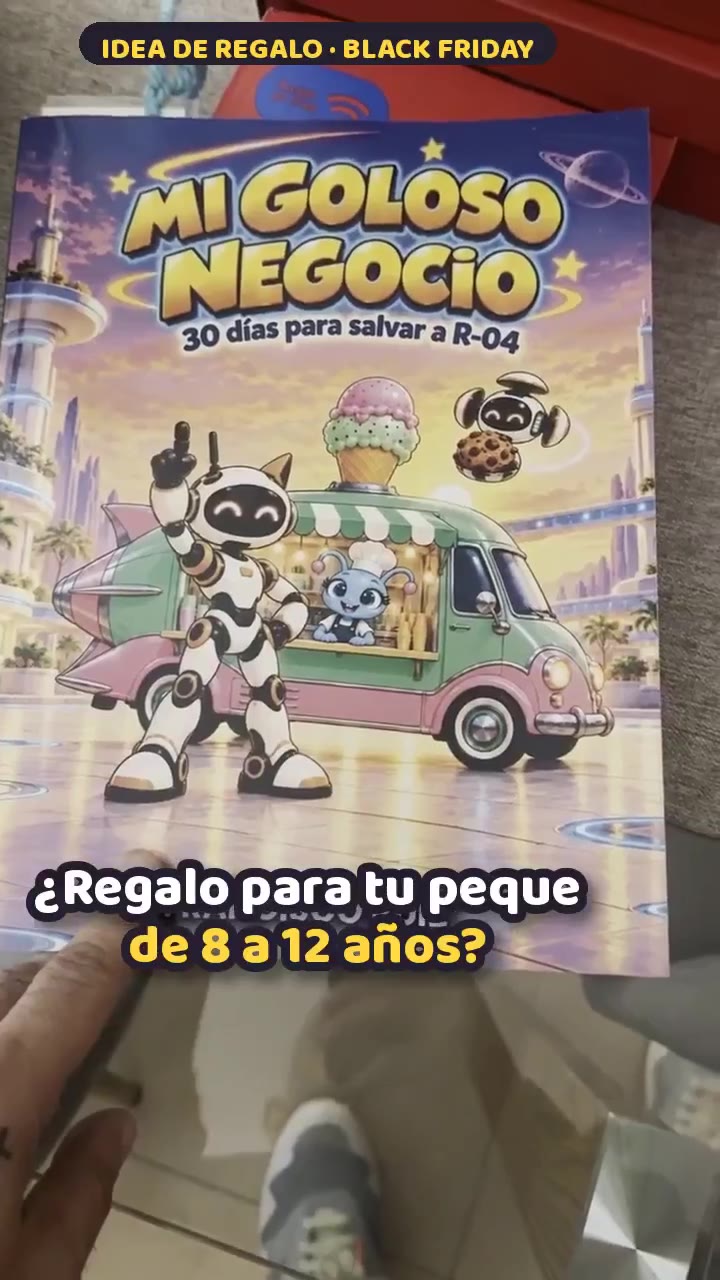 IDEA DE REGALO · BLACK FRIDAY
MI GOLOSO
NEGOCIO
30 días para salvar a R-04
¿Regalo para tu peque
de 8 a 12 años?